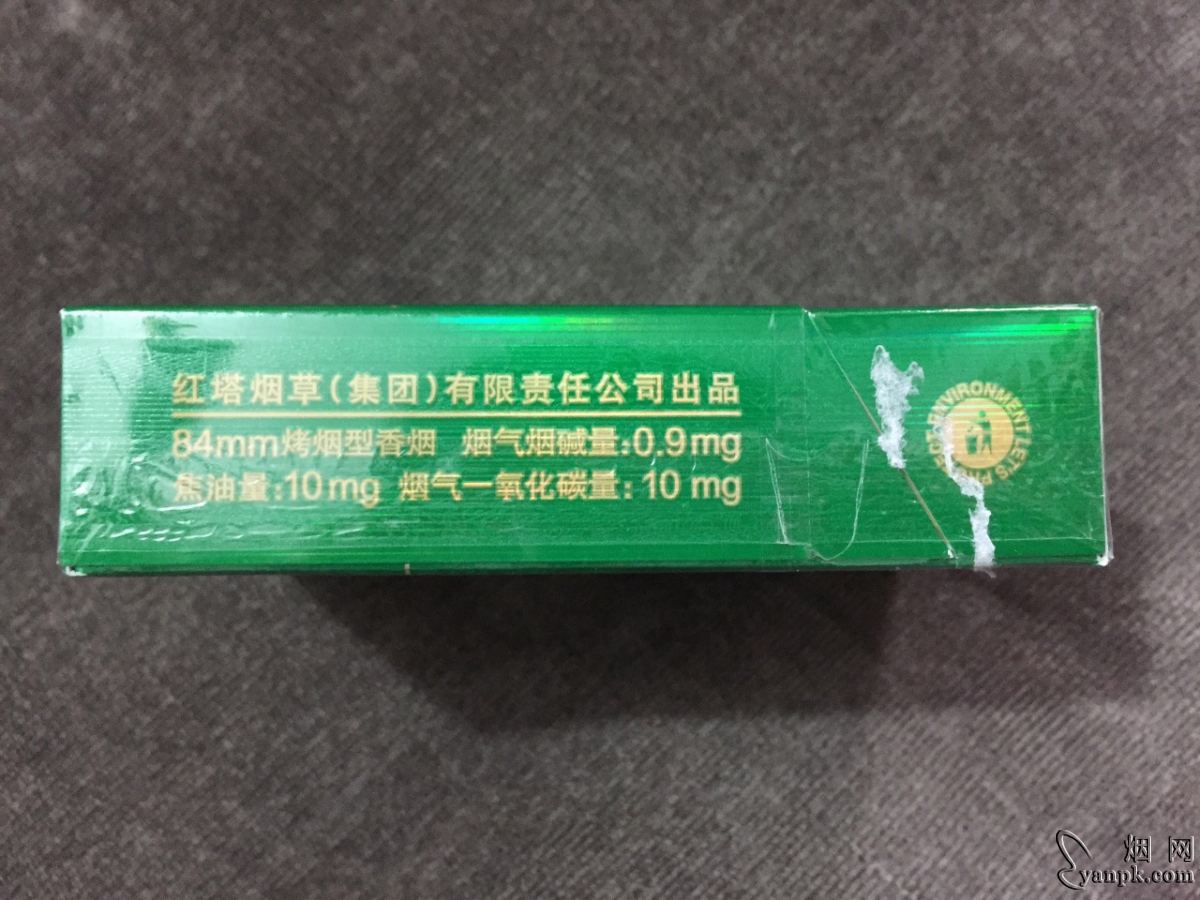 红塔烟草(集团)有限责任公司出品
84mm烤烟型香烟 烟气烟碱量:0.9mg
焦油量:10mg 烟气一氧化碳量:10mg
ENVIRONMENT LET'S
烟网
yanpk.com